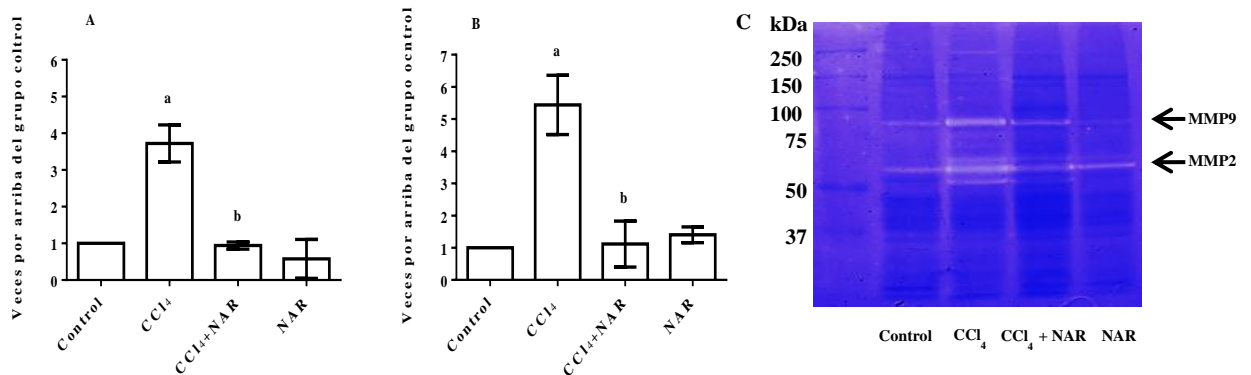 A
Veces por arriba del grupo coltrol
6
5
4
3
2
1
0
a
b
Control
CCl4
CCl4+NAR
NAR
B
Veces por arriba del grupo ocntrol
7
6
5
4
3
2
1
0
a
b
Control
CCl4
CCl4+NAR
NAR
C
kDa
250
150
100
75
50
37
MMP9
MMP2
Control CCl4 CCl4 + NAR NAR